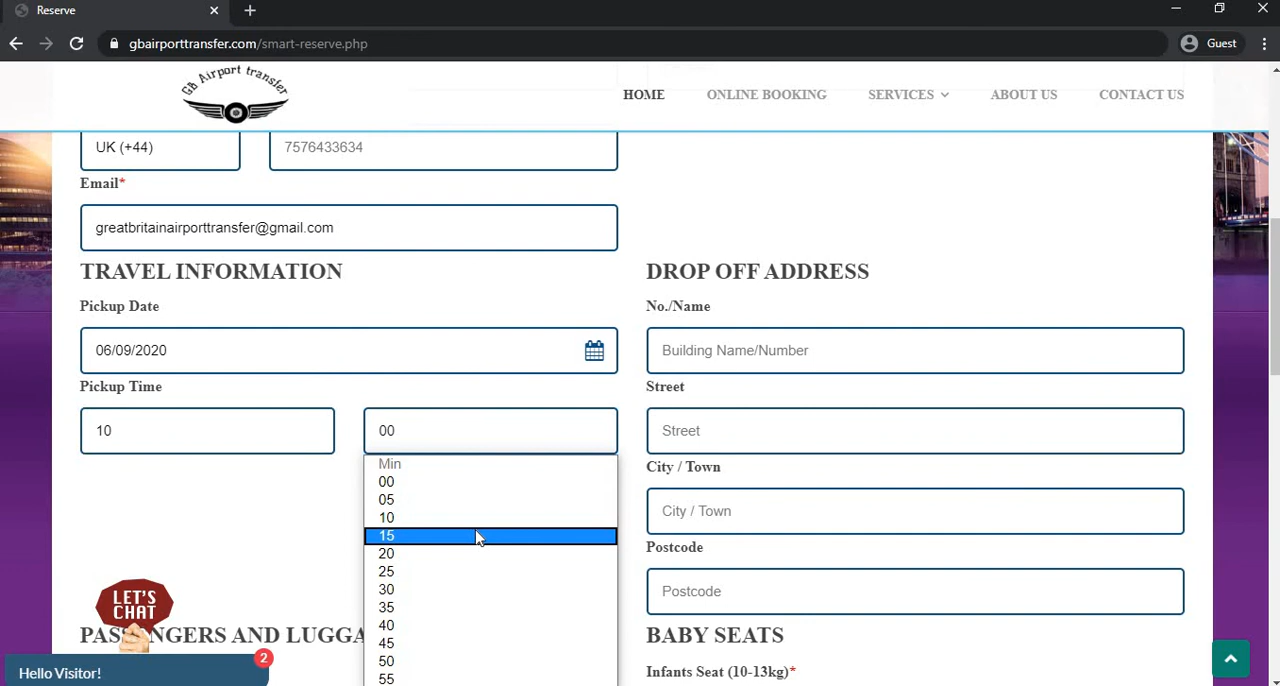 Reserve
gbairporttransfer.com/smart-reserve.php
Guest
Gb Airport transfer
HOME
ONLINE BOOKING
SERVICES
ABOUT US
CONTACT US
UK (+44)
7576433634
Email*
greatbritainairporttransfer@gmail.com
TRAVEL INFORMATION
DROP OFF ADDRESS
Pickup Date
No./Name
06/09/2020
Building Name/Number
Pickup Time
Street
10
00
Street
Min
City / Town
00
05
10
City / Town
15
Postcode
20
25
30
Postcode
35
40
LET'S
CHAT
PASSENGERS AND LUGGA
BABY SEATS
45
50
55
Infants Seat (10-13kg)*
Hello Visitor!
2